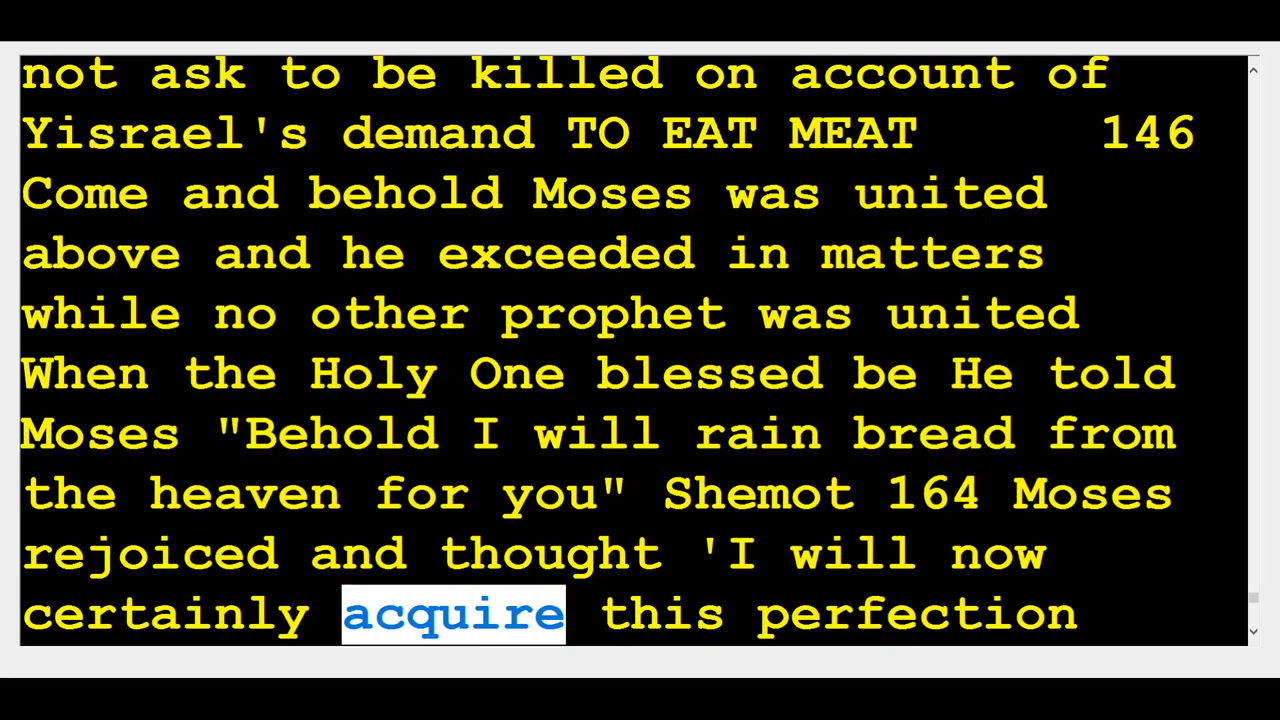 not ask to be killed on account of
Yisrael's demand TO EAT MEAT 146
Come and behold Moses was united
above and he exceeded in matters
while no other prophet was united
When the Holy One blessed be He told
Moses "Behold I will rain bread from
the heaven for you" Shemot 164 Moses
rejoiced and thought 'I will now
certainly acquire this perfection